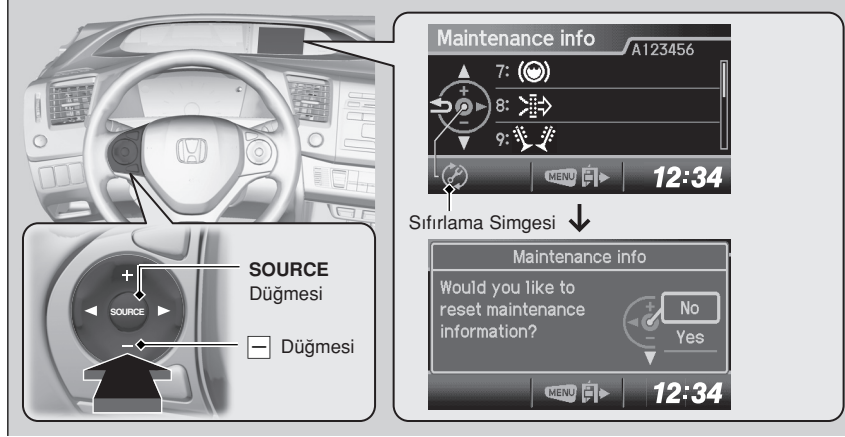 Maintenance info
A123456
7:
8:
9:
MENU
12:34
Sıfırlama Simgesi
Maintenance info
Would you like to
reset maintenance
information?
No
Yes
MENU
12:34
+
SOURCE
–
SOURCE
Düğmesi
– Düğmesi